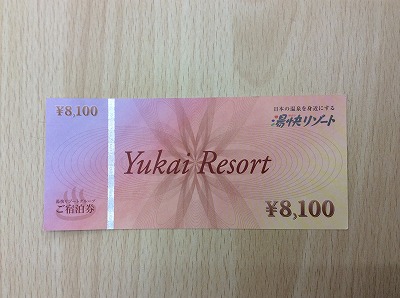 ¥8,100
日本の温泉を身近にする
湯快リゾート
Yukai Resort
湯快リゾートグループ
ご宿泊券
¥8,100